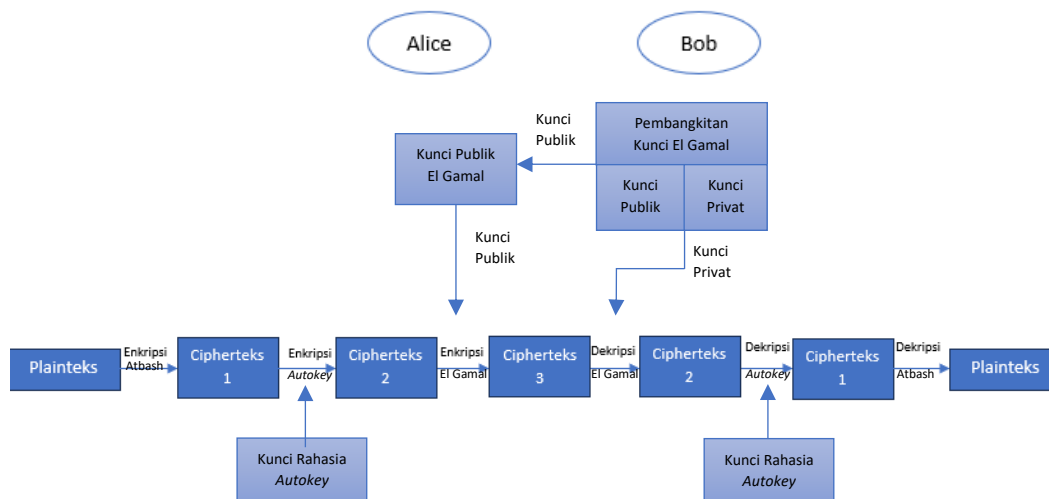 Alice
Bob
Kunci
Publik
Pembangkitan
Kunci El Gamal
Kunci Publik
El Gamal
Kunci
Publik
Kunci
Privat
Kunci
Publik
Kunci
Privat
Plainteks
Enkripsi
Atbash
Cipherteks
1
Enkripsi
Autokey
Cipherteks
2
Enkripsi
El Gamal
Cipherteks
3
Dekripsi
El Gamal
Cipherteks
2
Dekripsi
Autokey
Cipherteks
1
Dekripsi
Atbash
Plainteks
Kunci Rahasia
Autokey
Kunci Rahasia
Autokey